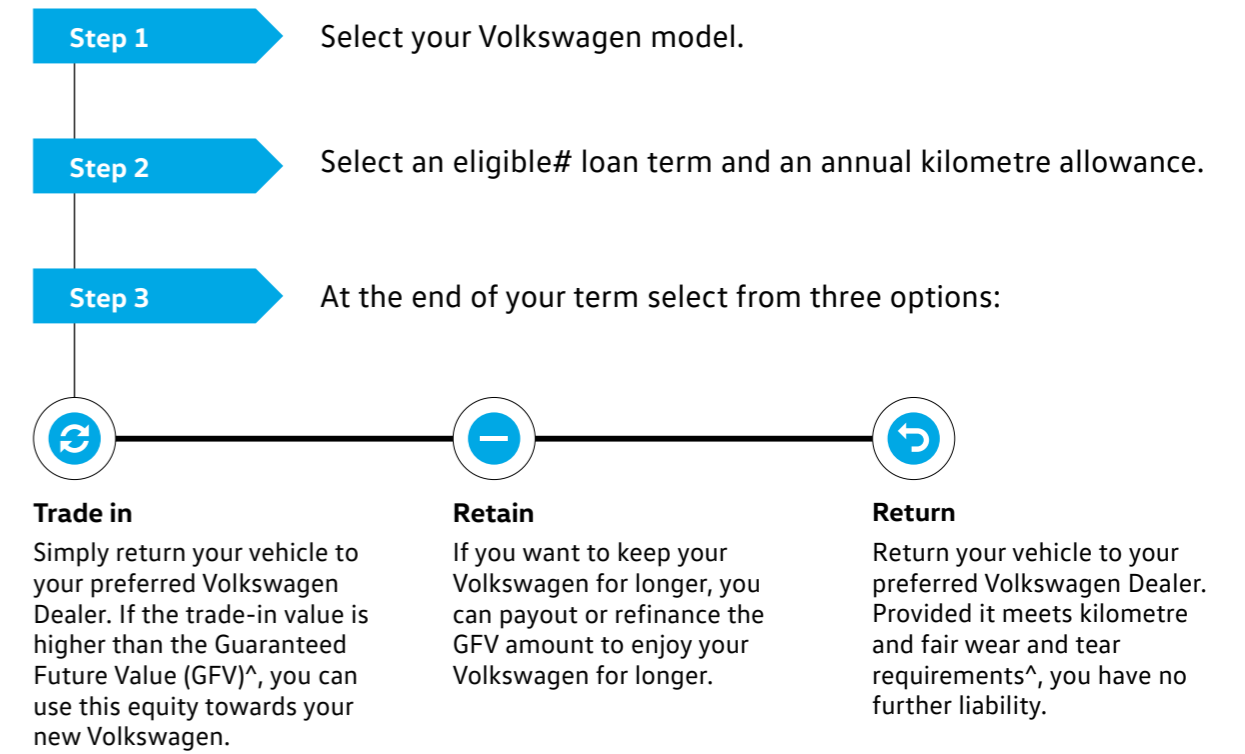 Step 1
Select your Volkswagen model.
Step 2
Select an eligible# loan term and an annual kilometre allowance.
Step 3
At the end of your term select from three options:
Trade in
Simply return your vehicle to
your preferred Volkswagen
Dealer. If the trade-in value is
higher than the Guaranteed
Future Value (GFV)^, you can
use this equity towards your
new Volkswagen.
Retain
If you want to keep your
Volkswagen for longer, you
can payout or refinance the
GFV amount to enjoy your
Volkswagen for longer.
Return
Return your vehicle to your
preferred Volkswagen Dealer.
Provided it meets kilometre
and fair wear and tear
requirements^, you have no
further liability.